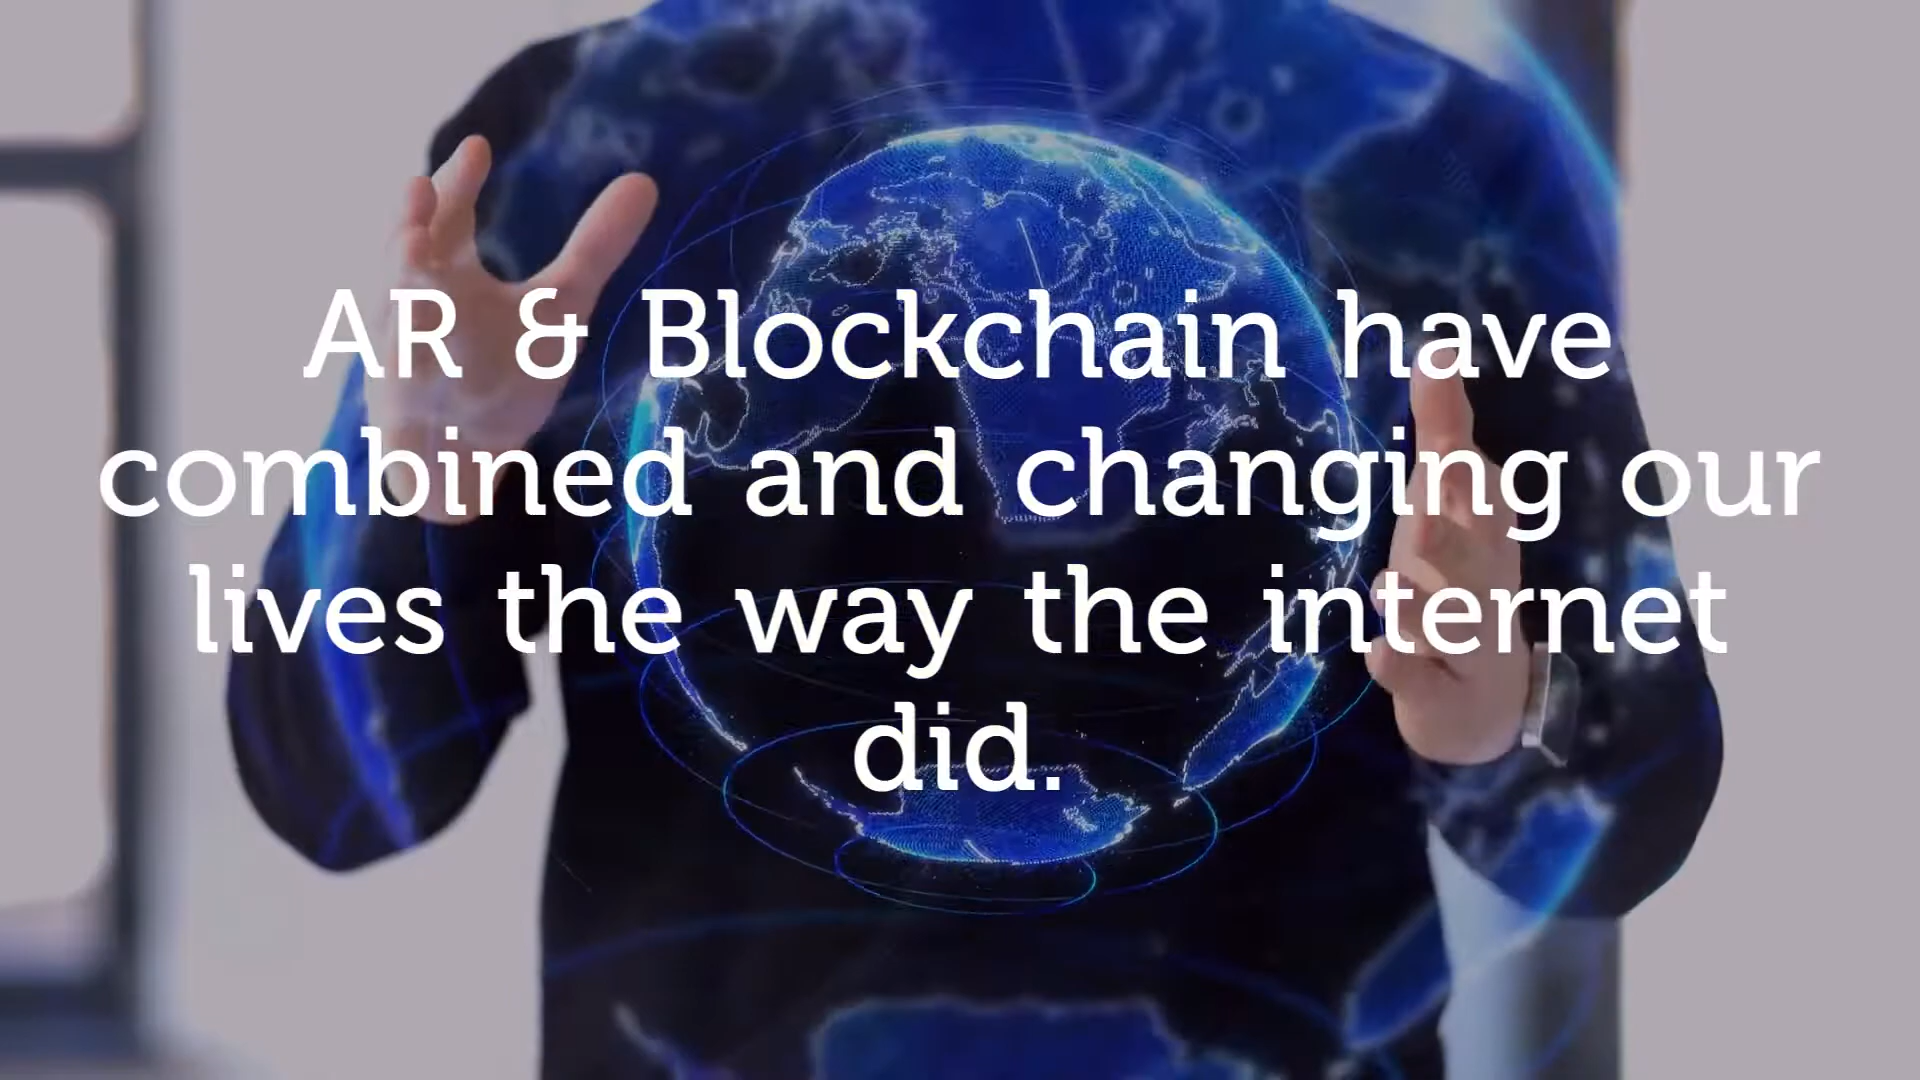 AR & Blockchain have
combined and changing our
lives the way the internet
did.